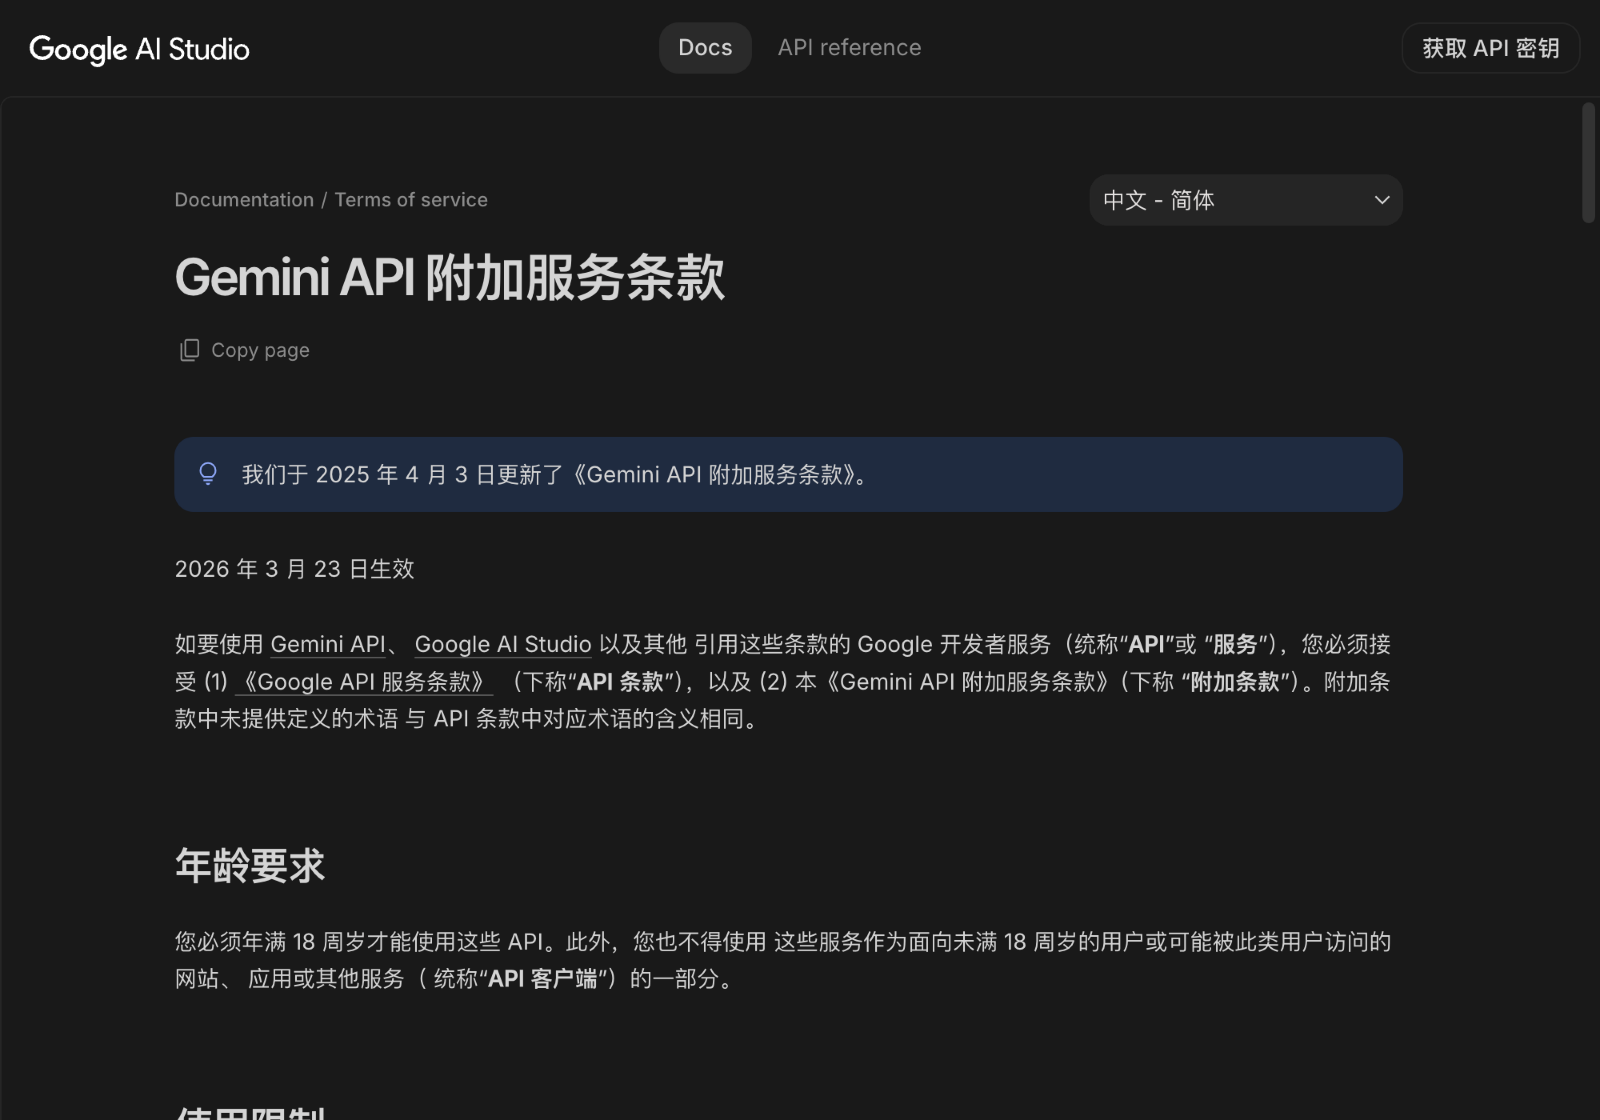 Google AI Studio
Docs
API reference
获取 API 密钥
Documentation / Terms of service
中文 - 简体
Gemini API 附加服务条款
Copy page
我们于 2025 年 4 月 3 日更新了《Gemini API 附加服务条款》。
2026 年 3 月 23 日生效
如要使用 Gemini API、 Google AI Studio 以及其他 引用这些条款的 Google 开发者服务（统称“API”或 “服务”），您必须接
受 (1) 《Google API 服务条款》 （下称“API 条款”），以及 (2) 本《Gemini API 附加服务条款》（下称 “附加条款”）。附加条
款中未提供定义的术语 与 API 条款中对应术语的含义相同。
年龄要求
您必须年满 18 周岁才能使用这些 API。此外，您也不得使用 这些服务作为面向未满 18 周岁的用户或可能被此类用户访问的
网站、 应用或其他服务（ 统称“API 客户端”）的一部分。
使用限制